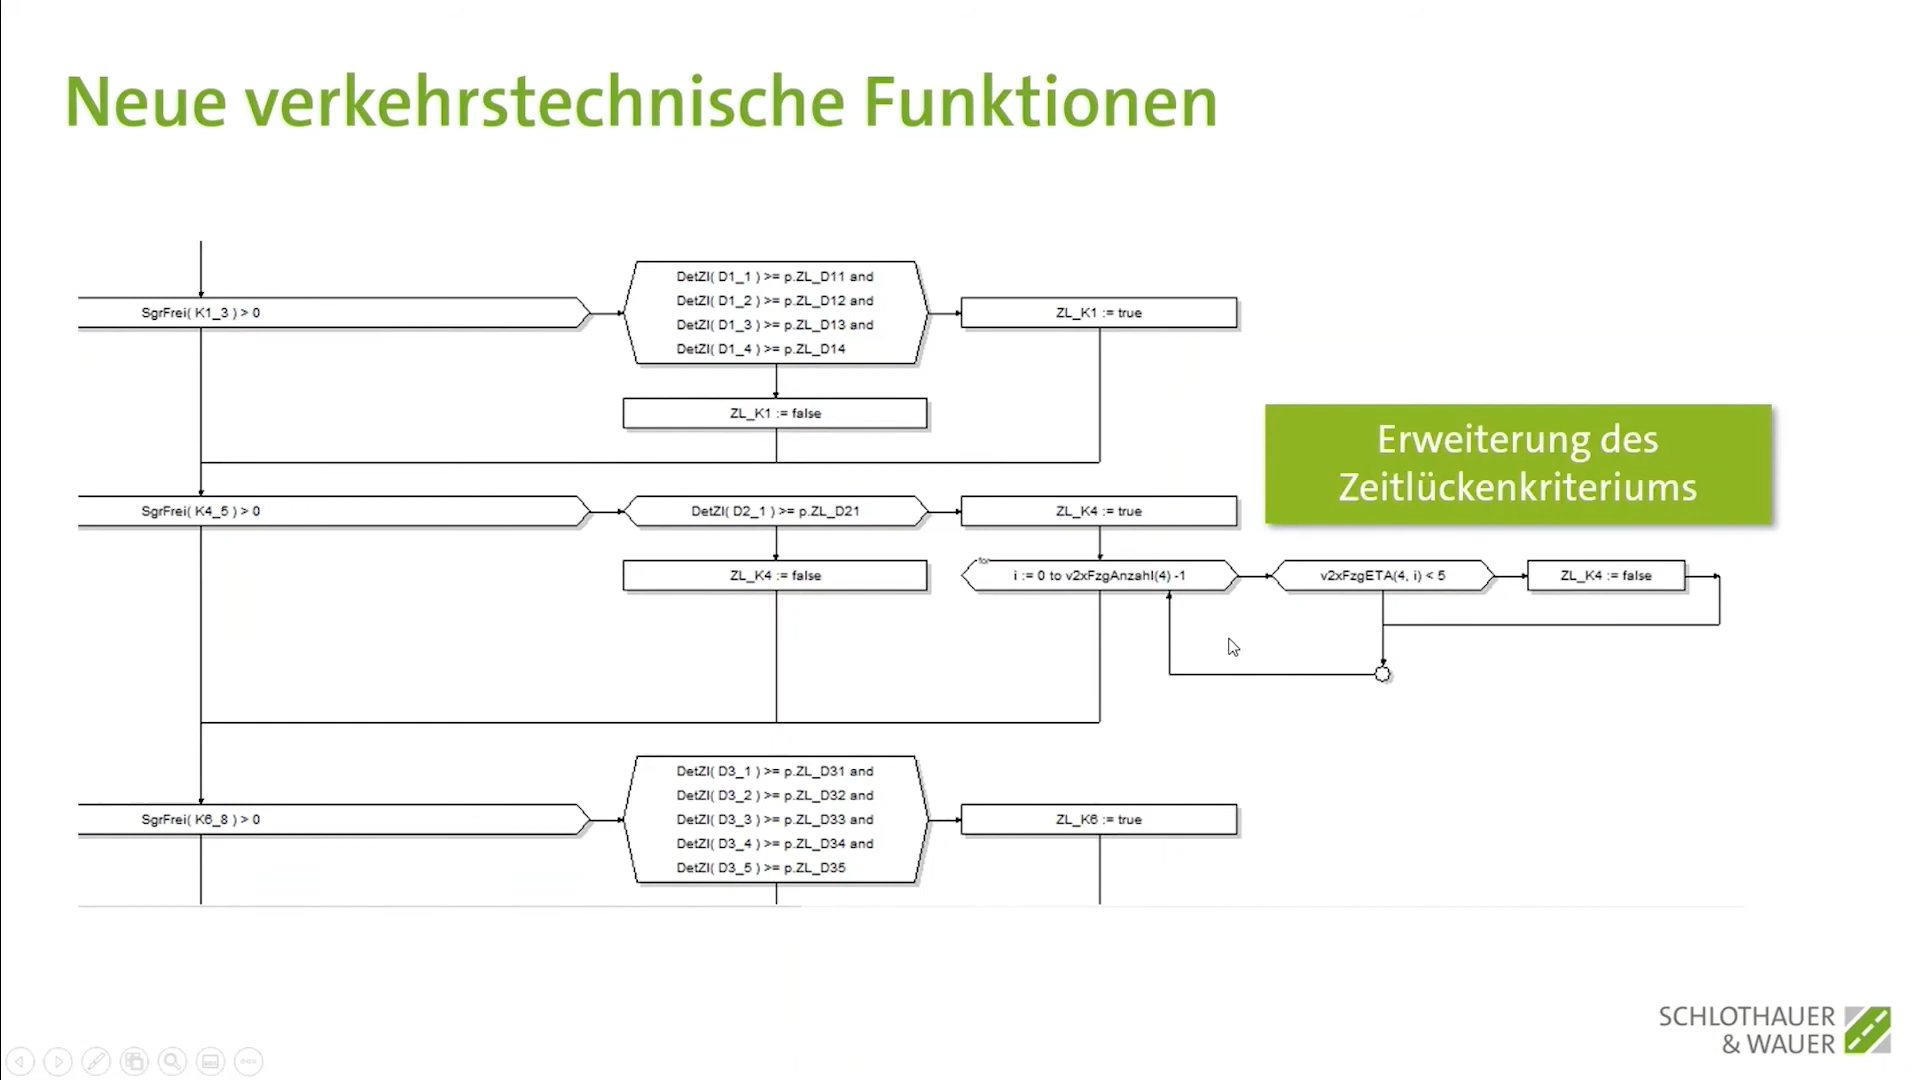 Neue verkehrstechnische Funktionen
SgrFrei( K1_3 ) > 0
DetZl( D1_1 ) >= p.ZL_D11 and
DetZl( D1_2 ) >= p.ZL_D12 and
DetZl( D1_3 ) >= p.ZL_D13 and
DetZl( D1_4 ) >= p.ZL_D14
ZL_K1 := true
ZL_K1 := false
Erweiterung des
Zeitlückenkriteriums
SgrFrei( K4_5 ) > 0
DetZl( D2_1 ) >= p.ZL_D21
ZL_K4 := true
ZL_K4 := false
for
i := 0 to v2xFzgAnzahl(4) -1
v2xFzgETA(4, i) < 5
ZL_K4 := false
SgrFrei( K6_8 ) > 0
DetZl( D3_1 ) >= p.ZL_D31 and
DetZl( D3_2 ) >= p.ZL_D32 and
DetZl( D3_3 ) >= p.ZL_D33 and
DetZl( D3_4 ) >= p.ZL_D34 and
DetZl( D3_5 ) >= p.ZL_D35
ZL_K6 := true
SCHLOTHAUER
& WAUER